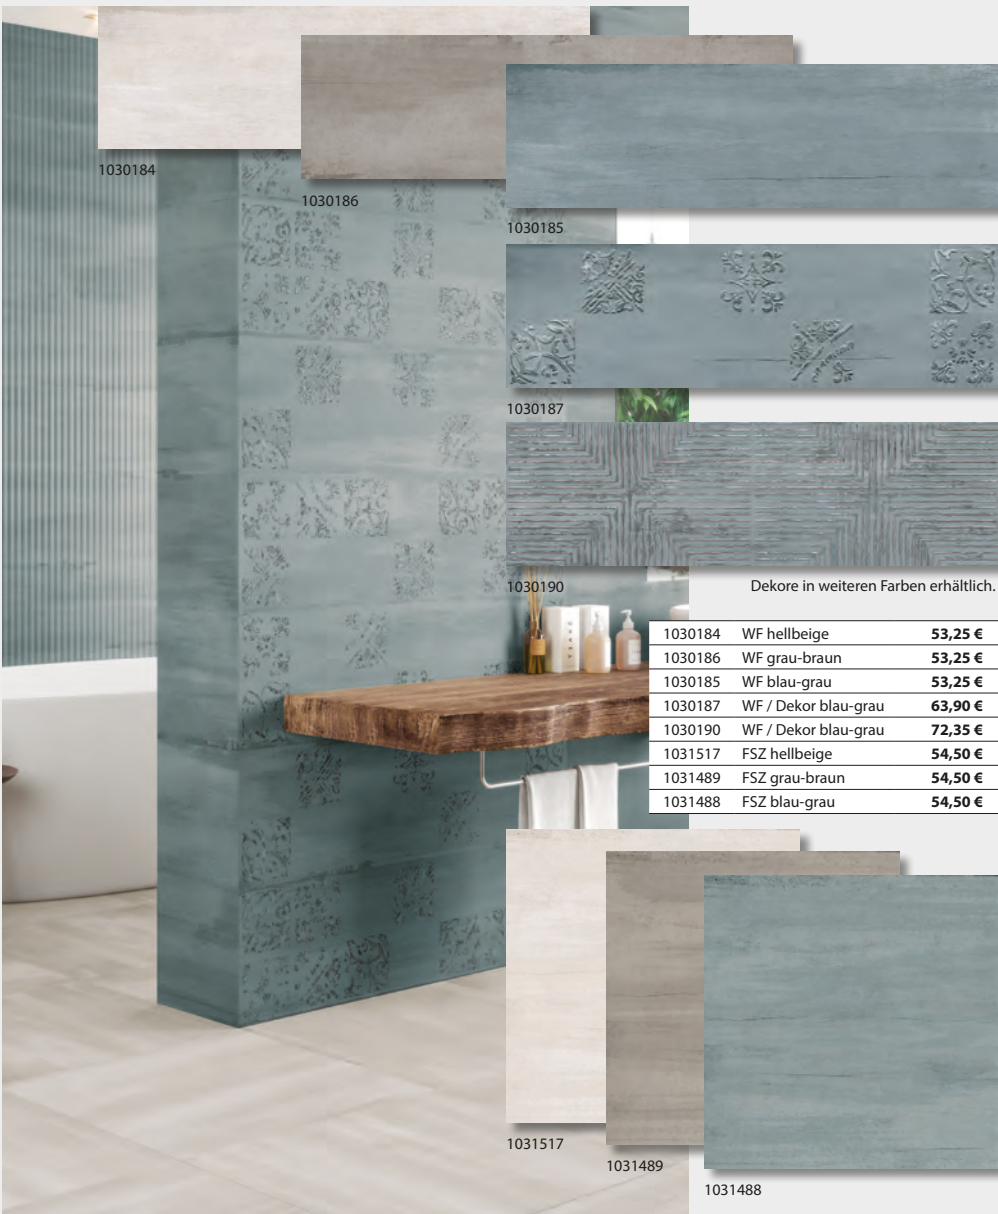 1030184
1030186
1030185
1030187
1030190
Dekore in weiteren Farben erhältlich.
1030184 WF hellbeige 53,25 €
1030186 WF grau-braun 53,25 €
1030185 WF blau-grau 53,25 €
1030187 WF / Dekor blau-grau 63,90 €
1030190 WF / Dekor blau-grau 72,35 €
1031517 FSZ hellbeige 54,50 €
1031489 FSZ grau-braun 54,50 €
1031488 FSZ blau-grau 54,50 €
1031517
1031489
1031488